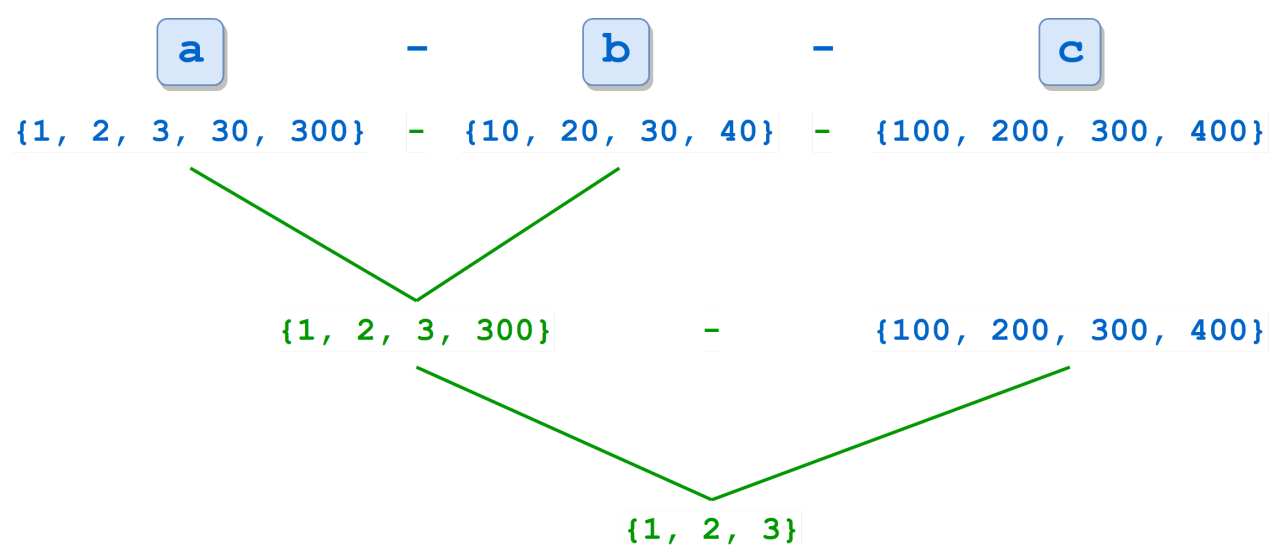 a - b - c
{1, 2, 3, 30, 300} - {10, 20, 30, 40} - {100, 200, 300, 400}
{1, 2, 3, 300} - {100, 200, 300, 400}
{1, 2, 3}